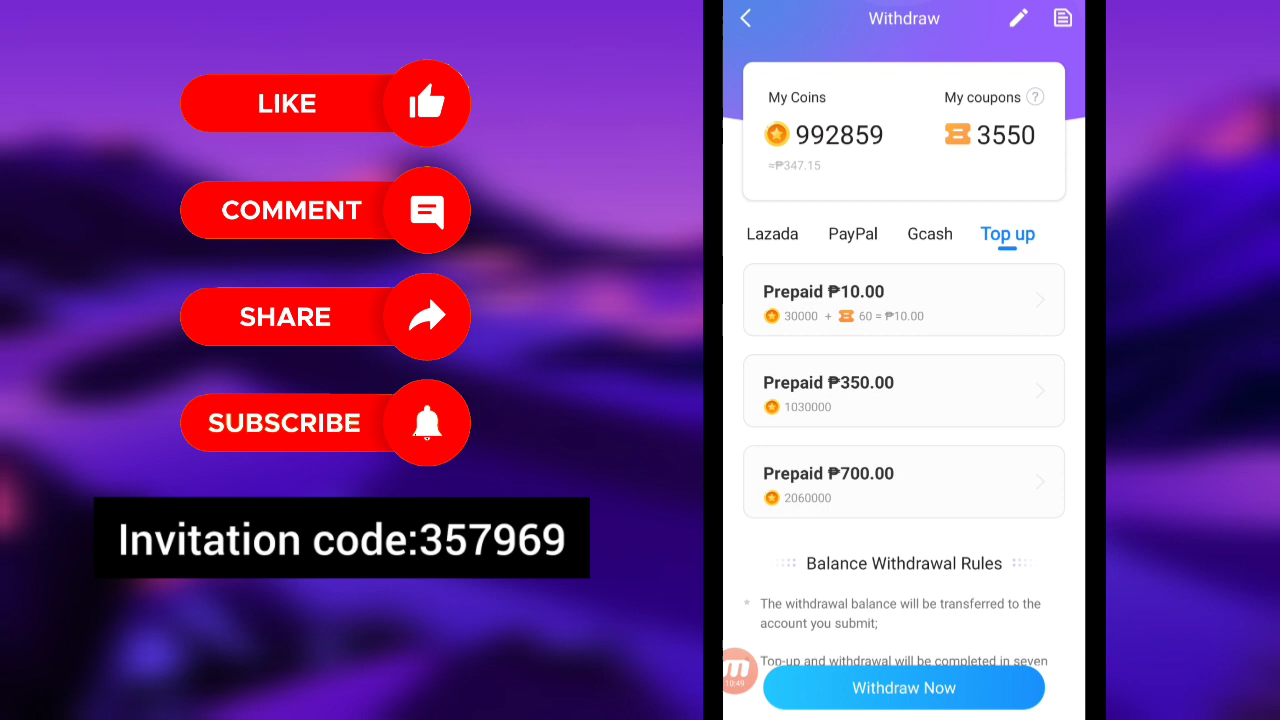 LIKE
COMMENT
SHARE
SUBSCRIBE
Invitation code:357969
Withdraw
My Coins
My coupons ?
992859
3550
≈₱347.15
Lazada PayPal Gcash Top up
Prepaid ₱10.00
30000 + 60 = ₱10.00
Prepaid ₱350.00
1030000
Prepaid ₱700.00
2060000
Balance Withdrawal Rules
* The withdrawal balance will be transferred to the
account you submit;
Top-up and withdrawal will be completed in seven
10:49
Withdraw Now